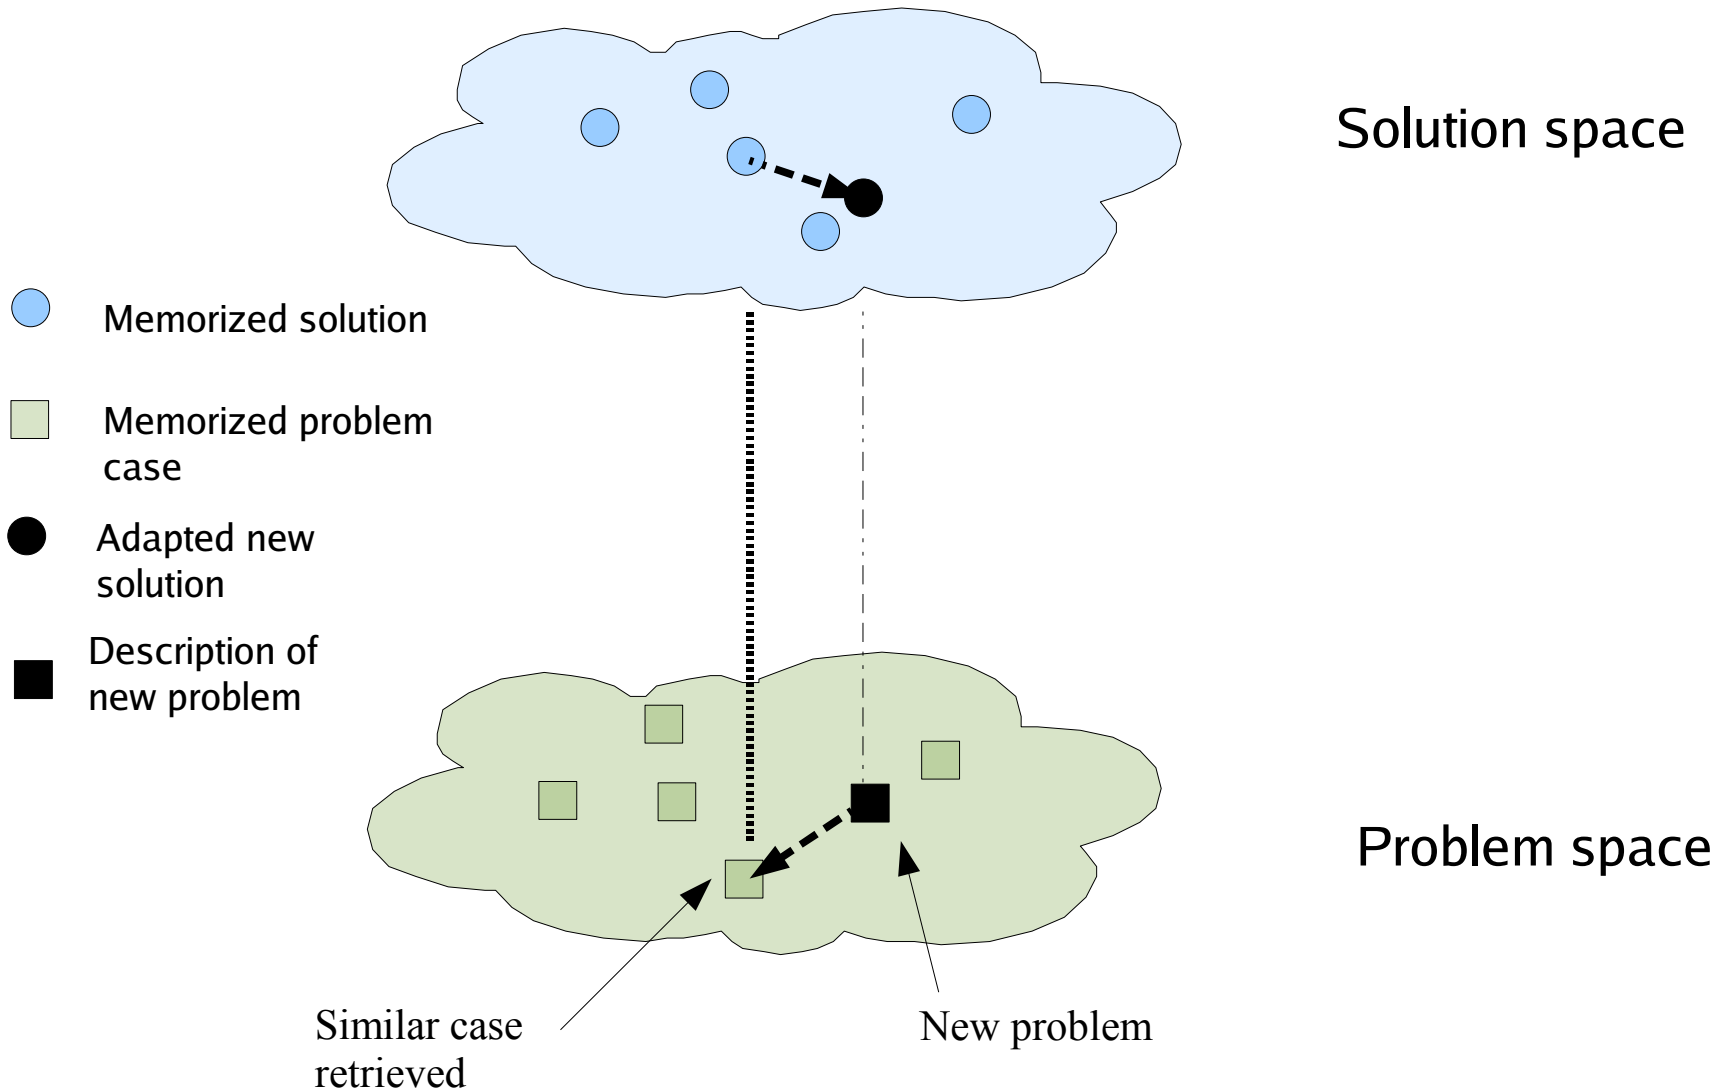 Solution space
Memorized solution
Memorized problem
case
Adapted new
solution
Description of
new problem
Problem space
Similar case
retrieved
New problem